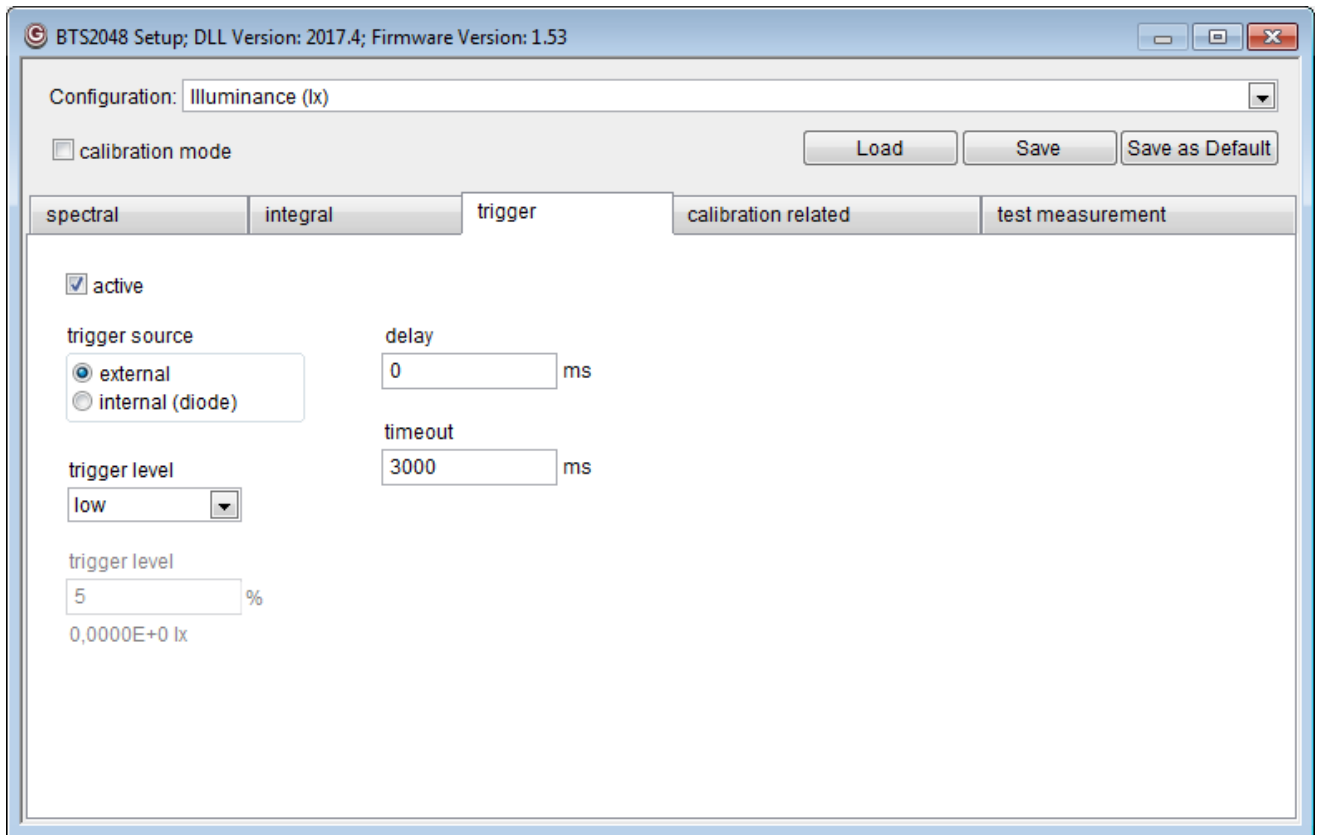 BTS2048 Setup; DLL Version: 2017.4; Firmware Version: 1.53
Configuration: Illuminance (lx)
calibration mode
Load Save Save as Default
spectral integral trigger calibration related test measurement
active
trigger source delay
external 0 ms
internal (diode)
timeout
trigger level 3000 ms
low
trigger level
5 %
0,0000E+0 lx